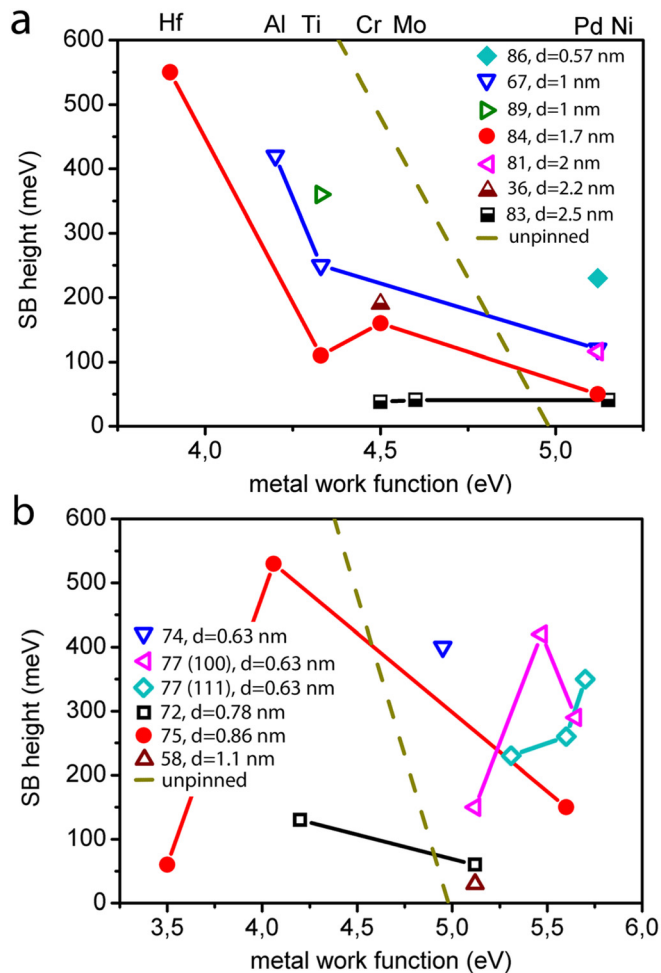 a
Hf Al Ti Cr Mo Pd Ni
600
500
400
300
200
100
0
SB height (meV)
86, d=0.57 nm
67, d=1 nm
89, d=1 nm
84, d=1.7 nm
81, d=2 nm
36, d=2.2 nm
83, d=2.5 nm
unpinned
4,0 4,5 5,0
metal work function (eV)
b
600
500
400
300
200
100
0
SB height (meV)
74, d=0.63 nm
77 (100), d=0.63 nm
77 (111), d=0.63 nm
72, d=0.78 nm
75, d=0.86 nm
58, d=1.1 nm
unpinned
3,5 4,0 4,5 5,0 5,5 6,0
metal work function (eV)